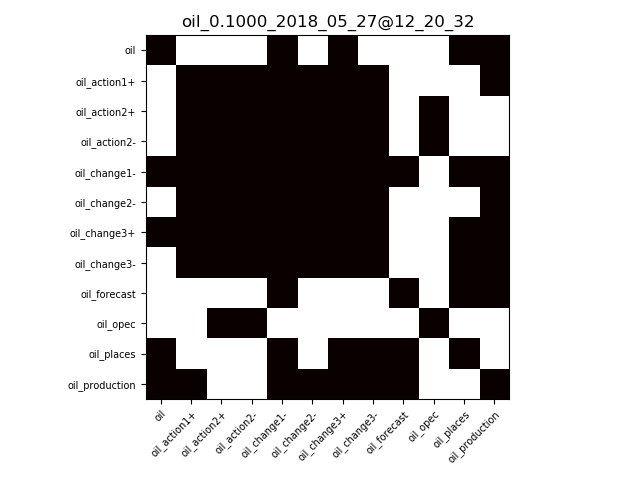 oil_0.1000_2018_05_27@12_20_32
oil
oil_action1+
oil_action2+
oil_action2-
oil_change1-
oil_change2-
oil_change3+
oil_change3-
oil_forecast
oil_opec
oil_places
oil_production
oil
oil_action1+
oil_action2+
oil_action2-
oil_change1-
oil_change2-
oil_change3+
oil_change3-
oil_forecast
oil_opec
oil_places
oil_production